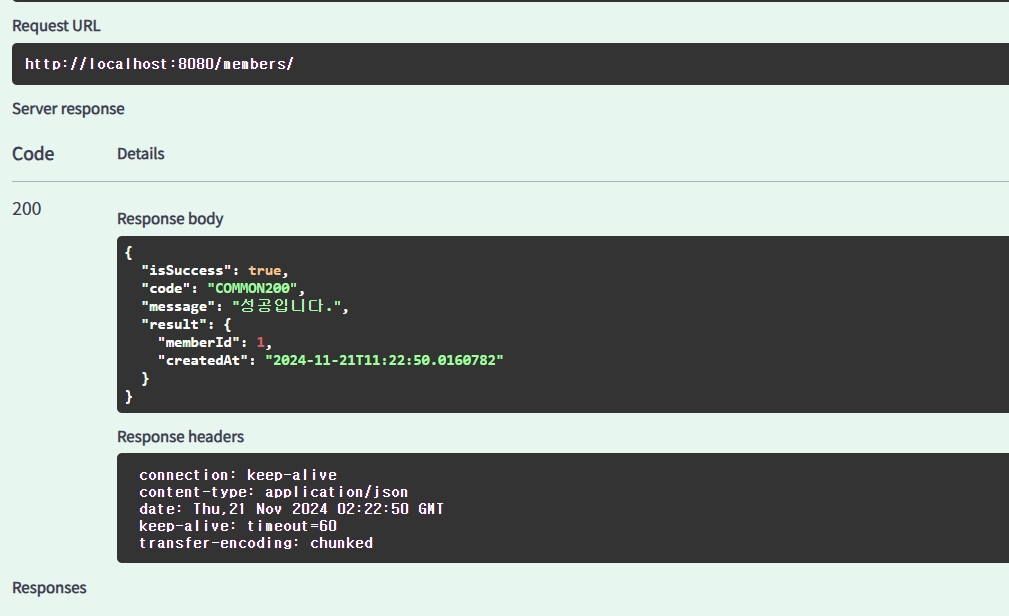 Request URL
http://localhost:8080/members/
Server response
Code Details
200
Response body
{
  "isSuccess": true,
  "code": "COMMON200",
  "message": "성공입니다.",
  "result": {
    "memberId": 1,
    "createdAt": "2024-11-21T11:22:50.0160782"
  }
}
Response headers
connection: keep-alive
content-type: application/json
date: Thu,21 Nov 2024 02:22:50 GMT
keep-alive: timeout=60
transfer-encoding: chunked
Responses